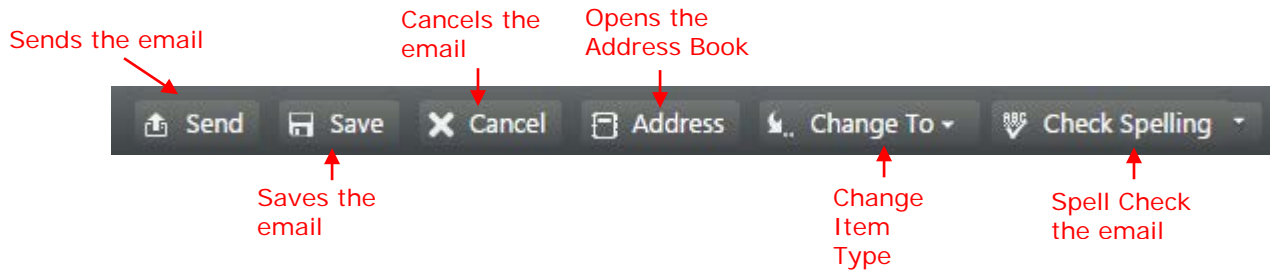 Sends the email
Cancels the
email
Opens the
Address Book
Send Save Cancel Address Change To Check Spelling
Saves the
email
Change
Item
Type
Spell Check
the email